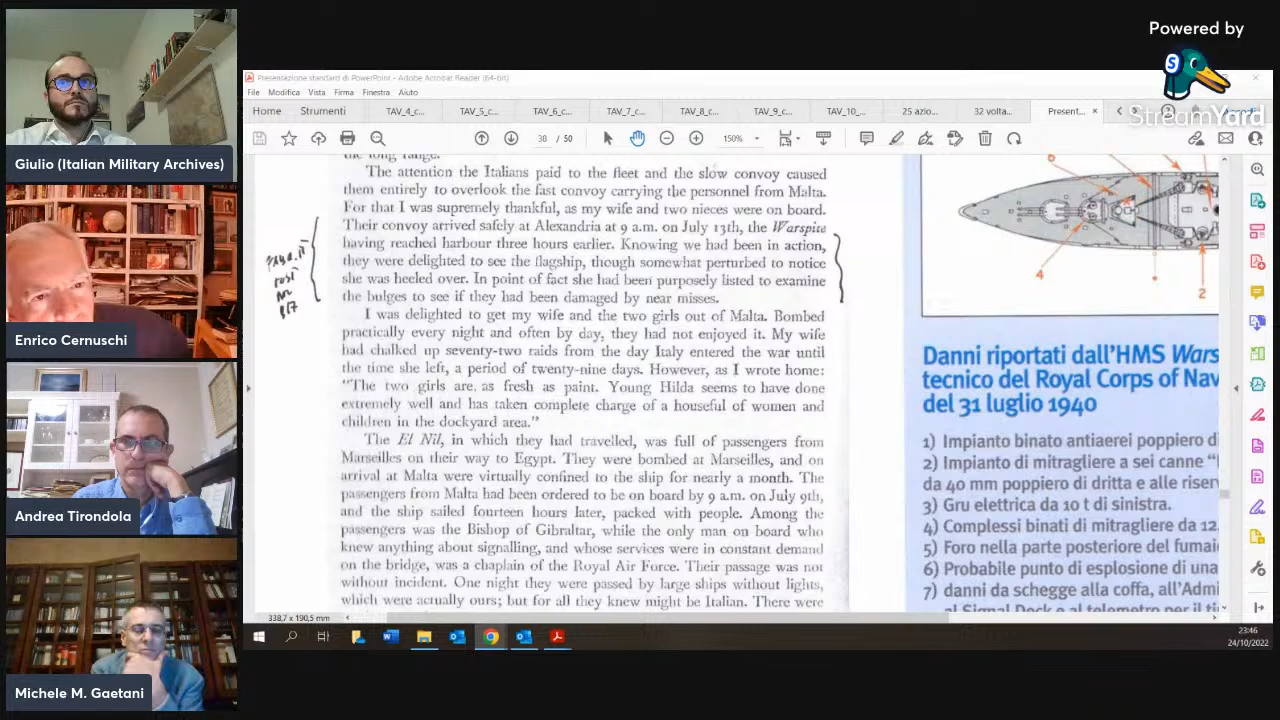 Powered by
StreamYard
Giulio (Italian Military Archives)
Enrico Cernuschi
Andrea Tirondola
Michele M. Gaetani
Presentazione standard di PowerPoint - Adobe Acrobat Reader (64-bit)
File Modifica Vista Firma Finestra Aiuto
Home Strumenti TAV_4_c... TAV_5_c... TAV_6_c... TAV_7_c... TAV_8_c... TAV_9_c... TAV_10_... 25 azio... 32 volta... Present... ×
38 / 50 150%
the long range.
The attention the Italians paid to the fleet and the slow convoy caused
them entirely to overlook the fast convoy carrying the personnel from Malta.
For that I was supremely thankful, as my wife and two nieces were on board.
Their convoy arrived safely at Alexandria at 9 a.m. on July 13th, the Warspite
having reached harbour three hours earlier. Knowing we had been in action,
they were delighted to see the flagship, though somewhat perturbed to notice
she was heeled over. In point of fact she had been purposely listed to examine
the bulges to see if they had been damaged by near misses.
I was delighted to get my wife and the two girls out of Malta. Bombed
practically every night and often by day, they had not enjoyed it. My wife
had chalked up seventy-two raids from the day Italy entered the war until
the time she left, a period of twenty-nine days. However, as I wrote home:
"The two girls are as fresh as paint. Young Hilda seems to have done
extremely well and has taken complete charge of a houseful of women and
children in the dockyard area."
The El Nil, in which they had travelled, was full of passengers from
Marseilles on their way to Egypt. They were bombed at Marseilles, and on
arrival at Malta were virtually confined to the ship for nearly a month. The
passengers from Malta had been ordered to be on board by 9 a.m. on July 9th,
and the ship sailed fourteen hours later, packed with people. Among the
passengers was the Bishop of Gibraltar, while the only man on board who
knew anything about signalling, and whose services were in constant demand
on the bridge, was a chaplain of the Royal Air Force. Their passage was not
without incident. One night they were passed by large ships without lights,
which were actually ours; but for all they knew might be Italian. There were
4
2
Danni riportati dall'HMS Wars
tecnico del Royal Corps of Nav
del 31 luglio 1940
1) Impianto binato antiaerei poppiero di
2) Impianto di mitragliere a sei canne "
da 40 mm poppiero di dritta e alle riser
3) Gru elettrica da 10 t di sinistra.
4) Complessi binati di mitragliere da 12,
5) Foro nella parte posteriore del fumai
6) Probabile punto di esplosione di una
7) danni da schegge alla coffa, all'Admi
al Signal Deck e al telemetro per il ti
338,7 x 190,5 mm
23:46
24/10/2022